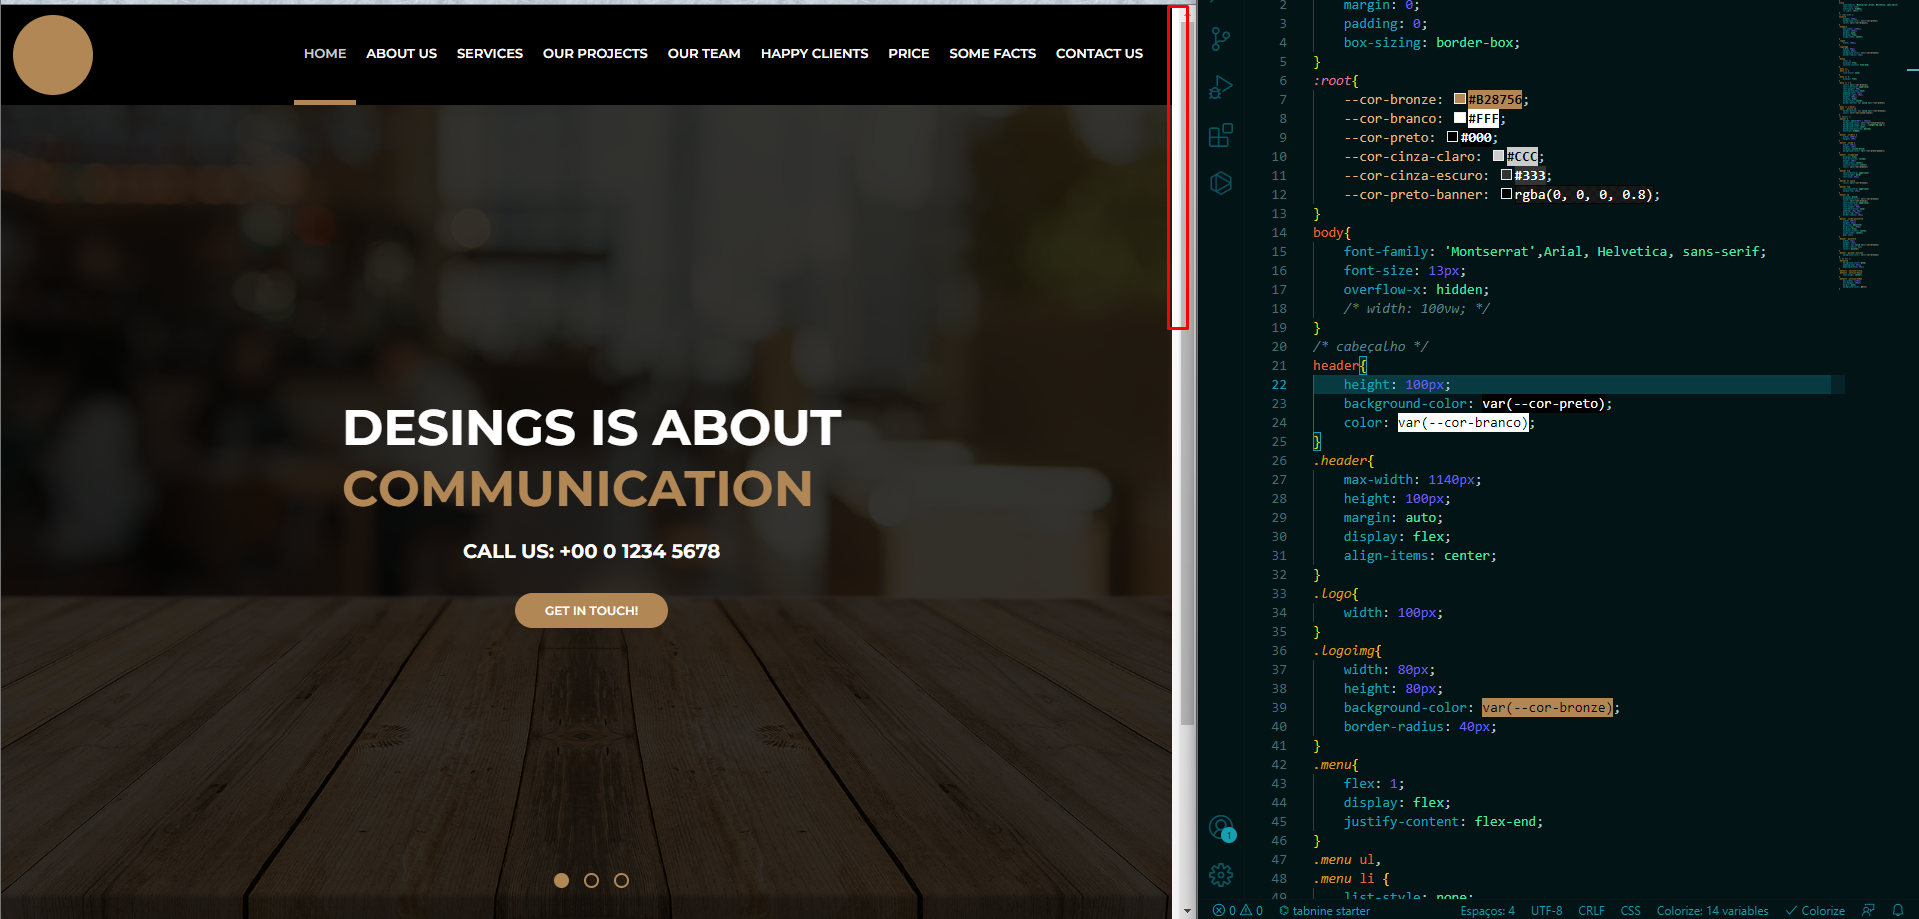 HOME ABOUT US SERVICES OUR PROJECTS OUR TEAM HAPPY CLIENTS PRICE SOME FACTS CONTACT US
DESINGS IS ABOUT
COMMUNICATION
CALL US: +00 0 1234 5678
GET IN TOUCH!
2 margin: 0;
3 padding: 0;
4 box-sizing: border-box;
5 }
6 :root{
7 --cor-bronze: #B28756;
8 --cor-branco: #FFF;
9 --cor-preto: #000;
10 --cor-cinza-claro: #CCC;
11 --cor-cinza-escuro: #333;
12 --cor-preto-banner: rgba(0, 0, 0, 0.8);
13 }
14 body{
15 font-family: 'Montserrat',Arial, Helvetica, sans-serif;
16 font-size: 13px;
17 overflow-x: hidden;
18 /* width: 100vw; */
19 }
20 /* cabeçalho */
21 header{
22 height: 100px;
23 background-color: var(--cor-preto);
24 color: var(--cor-branco);
25 }
26 .header{
27 max-width: 1140px;
28 height: 100px;
29 margin: auto;
30 display: flex;
31 align-items: center;
32 }
33 .logo{
34 width: 100px;
35 }
36 .logoimg{
37 width: 80px;
38 height: 80px;
39 background-color: var(--cor-bronze);
40 border-radius: 40px;
41 }
42 .menu{
43 flex: 1;
44 display: flex;
45 justify-content: flex-end;
46 }
47 .menu ul,
48 .menu li {
49 list-style: none;
1
0 0 tabnine starter Espaços: 4 UTF-8 CRLF CSS Colorize: 14 variables Colorize